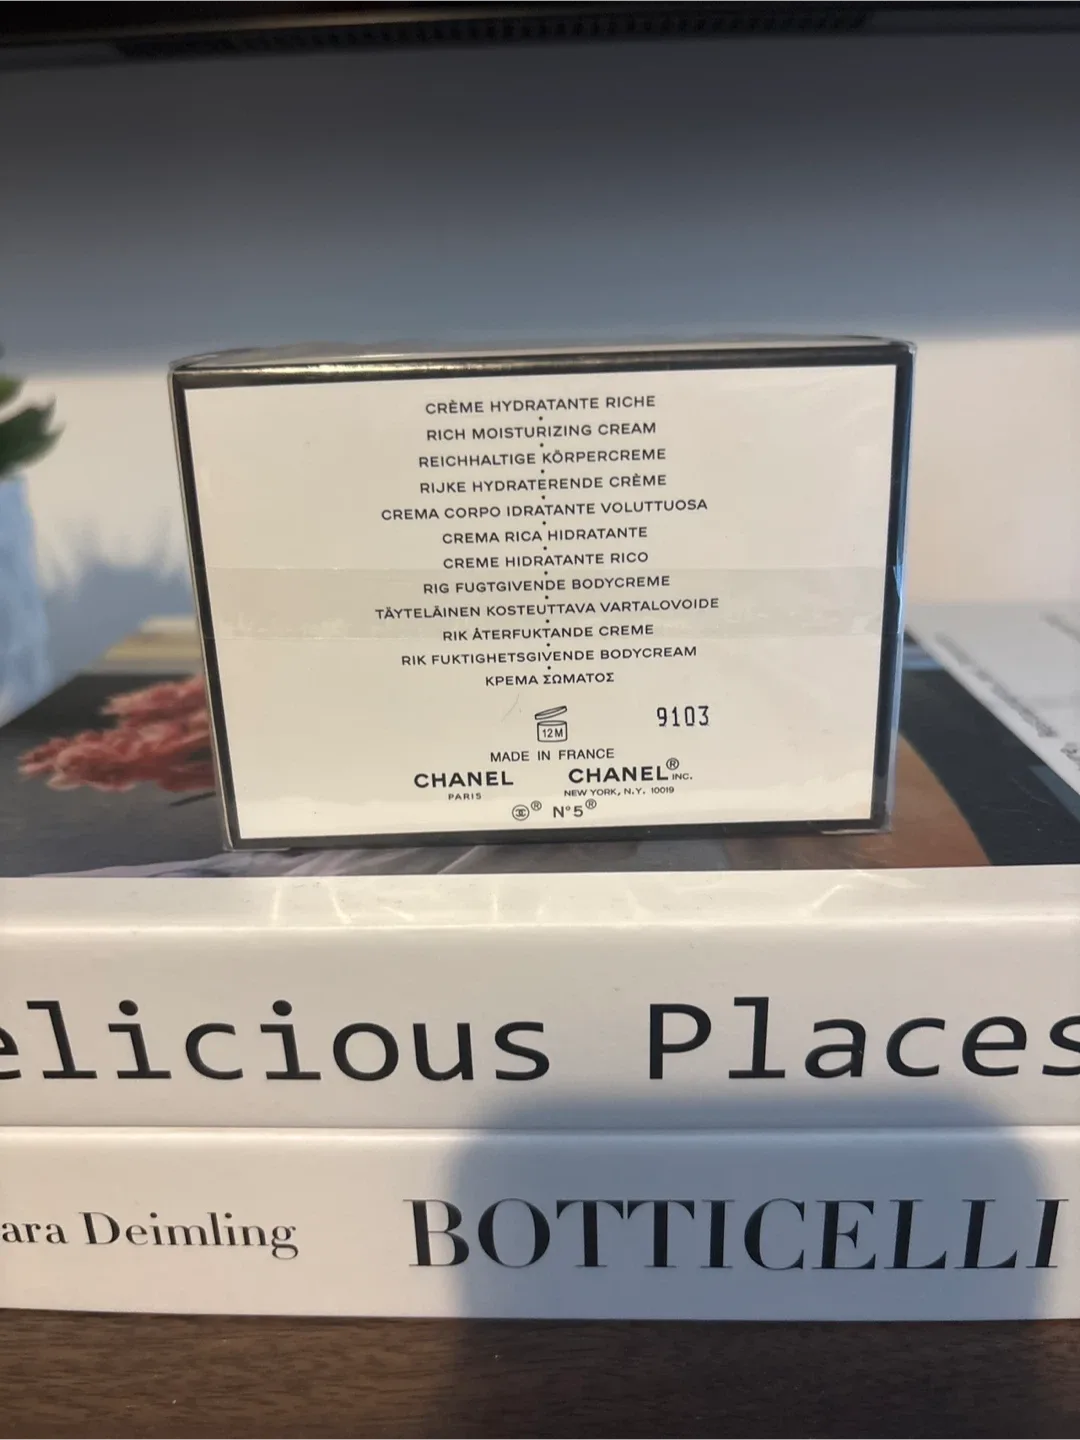 CRÈME HYDRATANTE RICHE
•
RICH MOISTURIZING CREAM
•
REICHHALTIGE KÖRPERCREME
•
RIJKE HYDRATERENDE CRÈME
•
CREMA CORPO IDRATANTE VOLUTTUOSA
•
CREMA RICA HIDRATANTE
•
CREME HIDRATANTE RICO
•
RIG FUGTGIVENDE BODYCREME
•
TÄYTELÄINEN KOSTEUTTAVA VARTALOVOIDE
•
RIK ÅTERFUKTANDE CREME
•
RIK FUKTIGHETSGIVENDE BODYCREAM
•
ΚΡΕΜΑ ΣΩΜΑΤΟΣ
12M 9103
MADE IN FRANCE
CHANEL CHANEL® INC.
PARIS NEW YORK, N.Y. 10019
® N°5®
elicious Places
ara Deimling BOTTICELLI